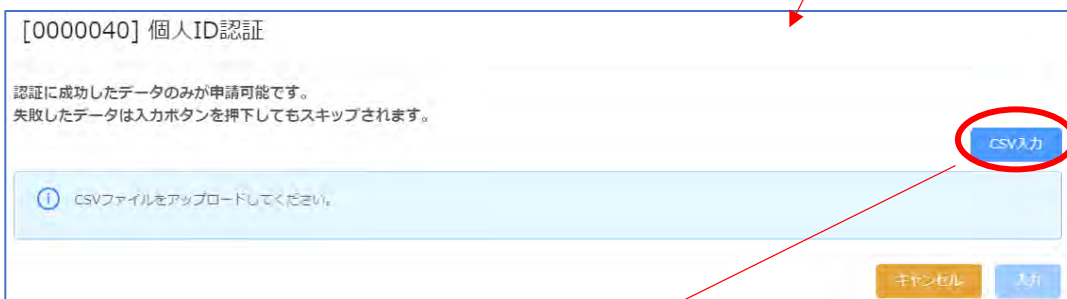 [0000040] 個人ID認証
認証に成功したデータのみが申請可能です。
失敗したデータは入力ボタンを押下してもスキップされます。
CSV入力
CSVファイルをアップロードしてください。
キャンセル 入力